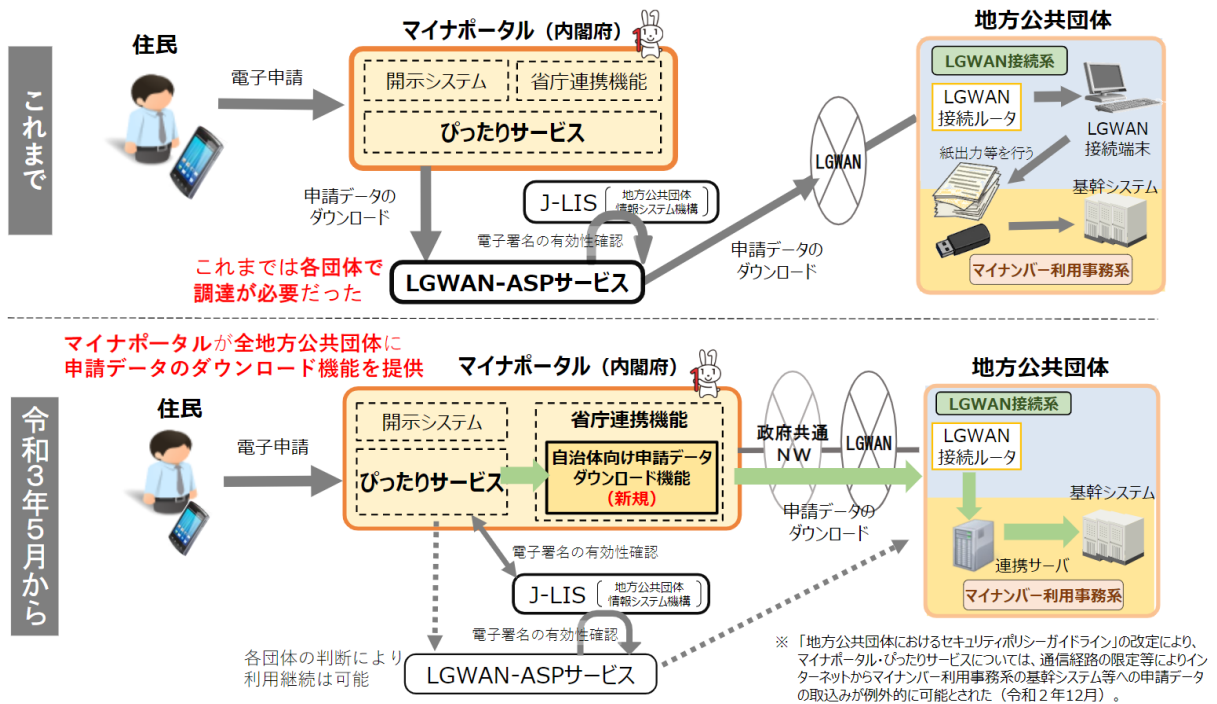 これまで
住民
電子申請
マイナポータル（内閣府）
開示システム
省庁連携機能
ぴったりサービス
申請データの
ダウンロード
J-LIS
地方公共団体
情報システム機構
電子署名の有効性確認
これまでは各団体で
調達が必要だった
LGWAN-ASPサービス
申請データの
ダウンロード
LGWAN
地方公共団体
LGWAN接続系
LGWAN
接続ルータ
LGWAN
接続端末
紙出力等を行う
基幹システム
マイナンバー利用事務系
令和３年５月から
マイナポータルが全地方公共団体に
申請データのダウンロード機能を提供
住民
電子申請
マイナポータル（内閣府）
開示システム
ぴったりサービス
省庁連携機能
自治体向け申請データ
ダウンロード機能
（新規）
政府共通
NW
LGWAN
申請データの
ダウンロード
電子署名の有効性確認
J-LIS
地方公共団体
情報システム機構
電子署名の有効性確認
各団体の判断により
利用継続は可能
LGWAN-ASPサービス
地方公共団体
LGWAN接続系
LGWAN
接続ルータ
基幹システム
連携サーバ
マイナンバー利用事務系
※ 「地方公共団体におけるセキュリティポリシーガイドライン」の改定により、
マイナポータル・ぴったりサービスについては、通信経路の限定等によりイン
ターネットからマイナンバー利用事務系の基幹システム等への申請データ
の取込みが例外的に可能とされた（令和２年12月）。